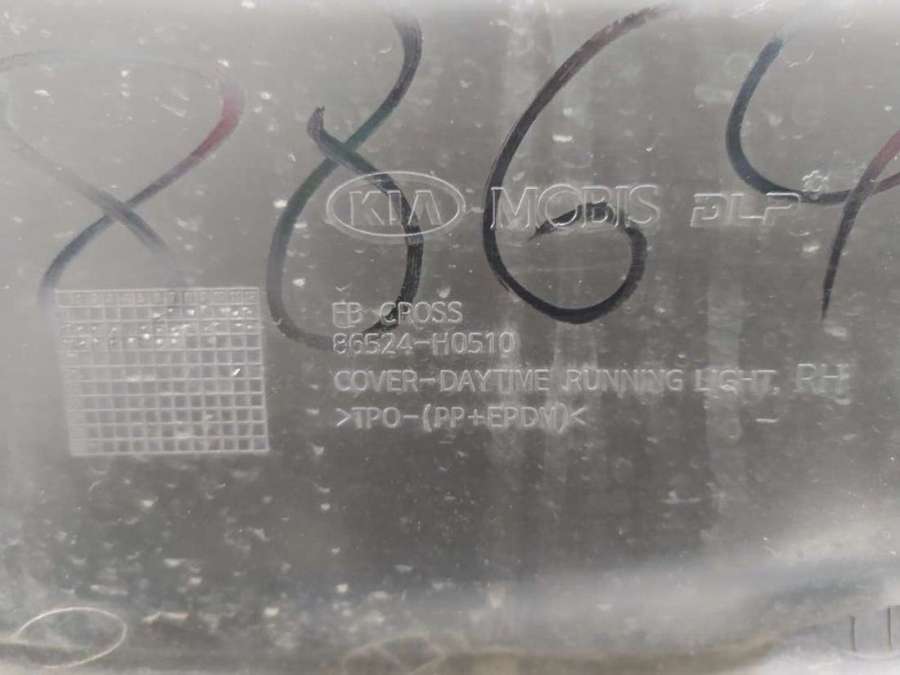 8864
KIA MOBIS DLP
FB CROSS
86524-H0510
COVER-DAYTIME RUNNING LIGHT, RH
>TPO-(PP+EPDM)<